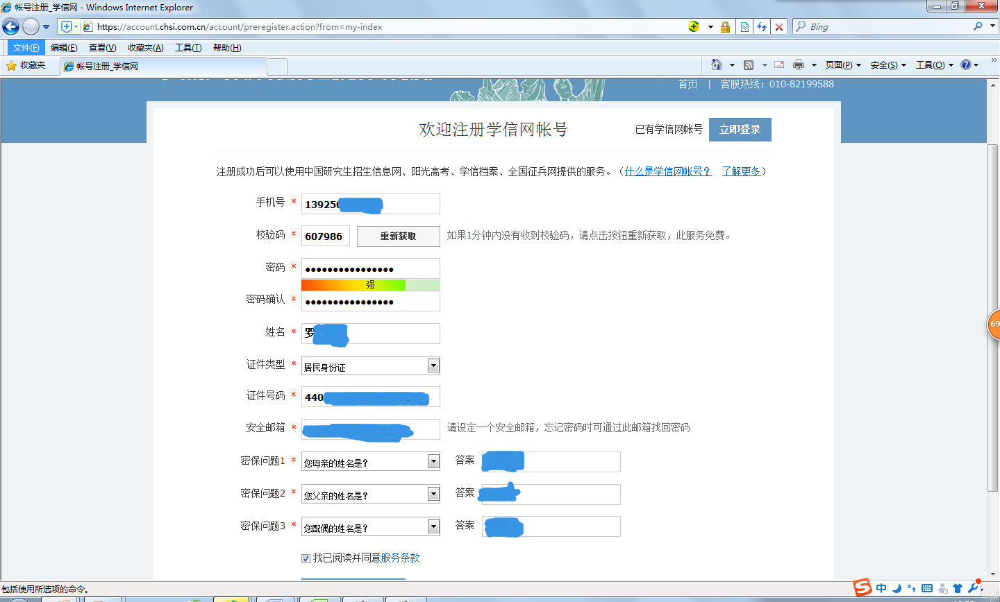 帐号注册_学信网 - Windows Internet Explorer
https://account.chsi.com.cn/account/preregister.action?from=my-index
Bing
文件(F) 编辑(E) 查看(V) 收藏夹(A) 工具(T) 帮助(H)
收藏夹 帐号注册_学信网 页面(P) 安全(S) 工具(O)
首页 | 客服热线：010-82199588
欢迎注册学信网帐号 已有学信网帐号 立即登录
注册成功后可以使用中国研究生招生信息网、阳光高考、学信档案、全国征兵网提供的服务。（什么是学信网帐号？ 了解更多）
手机号 * 13925
校验码 * 607986 重新获取 如果1分钟内没有收到校验码，请点击按钮重新获取，此服务免费。
密码 * ●●●●●●●●●●●●●●●●
强
密码确认 * ●●●●●●●●●●●●●●●●
姓名 * 罗
证件类型 * 居民身份证
证件号码 * 440
安全邮箱 * 请设定一个安全邮箱，忘记密码时可通过此邮箱找回密码
密保问题1 * 您母亲的姓名是？ 答案
密保问题2 * 您父亲的姓名是？ 答案
密保问题3 * 您配偶的姓名是？ 答案
我已阅读并同意服务条款
69
包括使用所选项的命令。
S 中